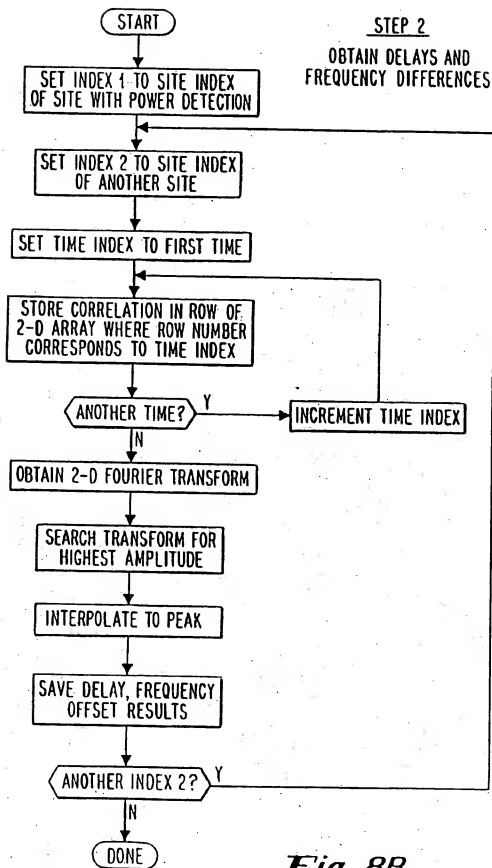 START
STEP 2
OBTAIN DELAYS AND
FREQUENCY DIFFERENCES
SET INDEX 1 TO SITE INDEX
OF SITE WITH POWER DETECTION
SET INDEX 2 TO SITE INDEX
OF ANOTHER SITE
SET TIME INDEX TO FIRST TIME
STORE CORRELATION IN ROW OF
2-D ARRAY WHERE ROW NUMBER
CORRESPONDS TO TIME INDEX
ANOTHER TIME?
Y
INCREMENT TIME INDEX
N
OBTAIN 2-D FOURIER TRANSFORM
SEARCH TRANSFORM FOR
HIGHEST AMPLITUDE
INTERPOLATE TO PEAK
SAVE DELAY, FREQUENCY
OFFSET RESULTS
ANOTHER INDEX 2?
Y
N
DONE
Fig. 8B